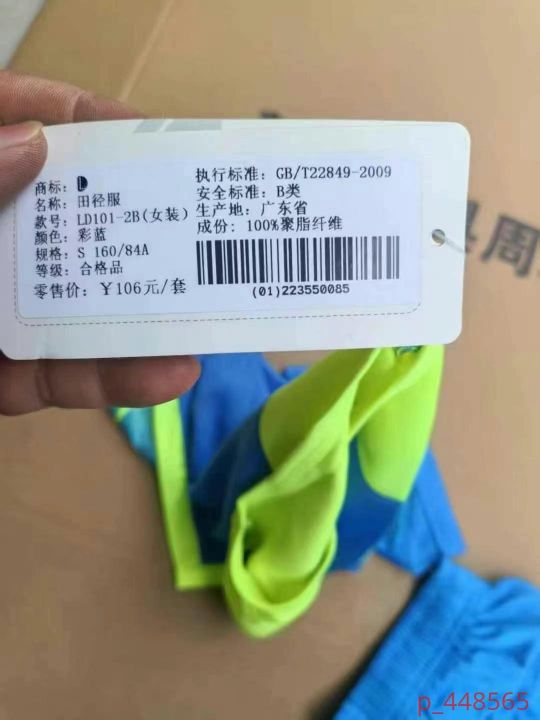 商标:
名称: 田径服
款号: LD101-2B(女装)
颜色: 彩蓝
规格: S 160/84A
等级: 合格品
零售价: ￥106元/套
执行标准: GB/T22849-2009
安全标准: B类
生产地: 广东省
成份: 100%聚脂纤维
(01)223550085
周
p_448565